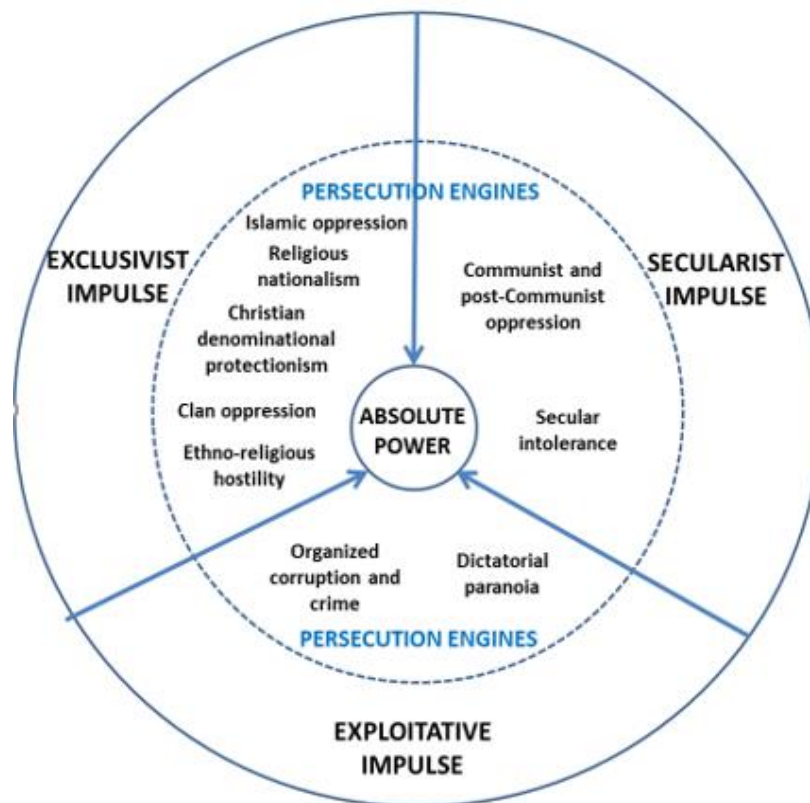 PERSECUTION ENGINES
Islamic oppression
Religious
nationalism
Christian
denominational
protectionism
Clan oppression
Ethno-religious
hostility
EXCLUSIVIST
IMPULSE
Communist and
post-Communist
oppression
Secular
intolerance
SECULARIST
IMPULSE
ABSOLUTE
POWER
Organized
corruption and
crime
Dictatorial
paranoia
PERSECUTION ENGINES
EXPLOITATIVE
IMPULSE